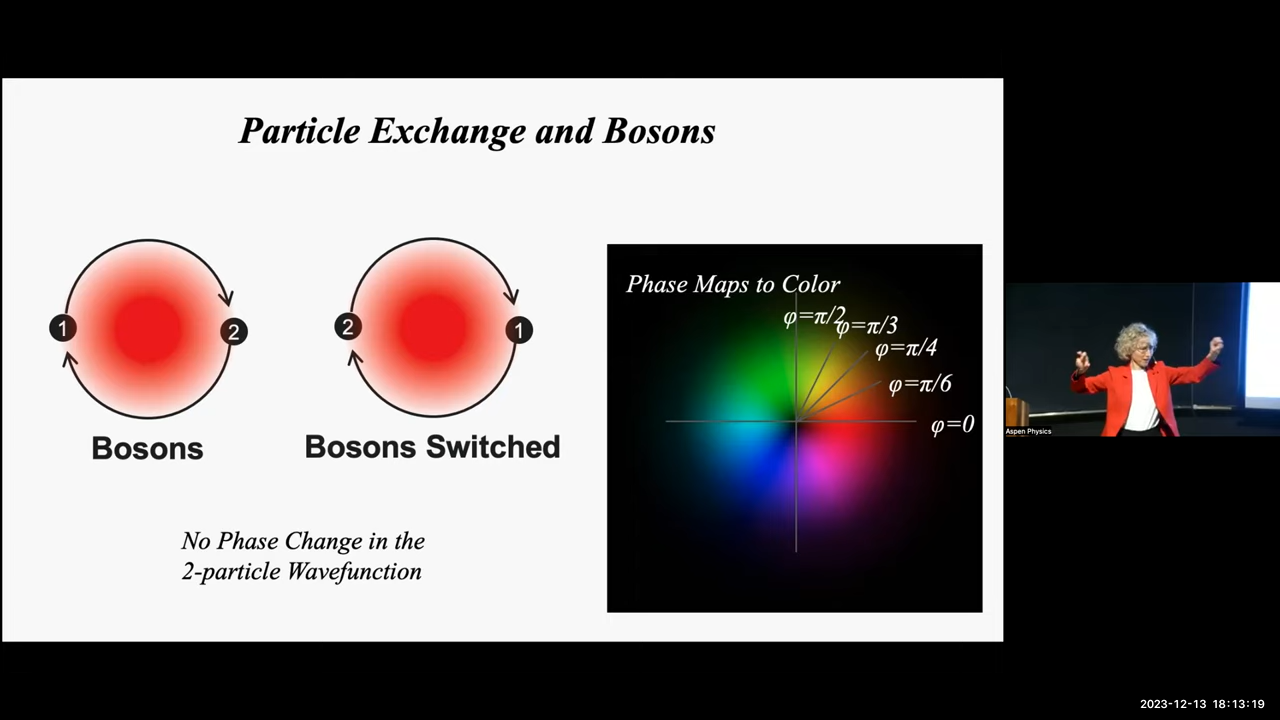 Particle Exchange and Bosons
1
2
2
1
Bosons
Bosons Switched
No Phase Change in the
2-particle Wavefunction
Phase Maps to Color
φ=π/2
φ=π/3
φ=π/4
φ=π/6
φ=0
Aspen Physics
2023-12-13 18:13:19